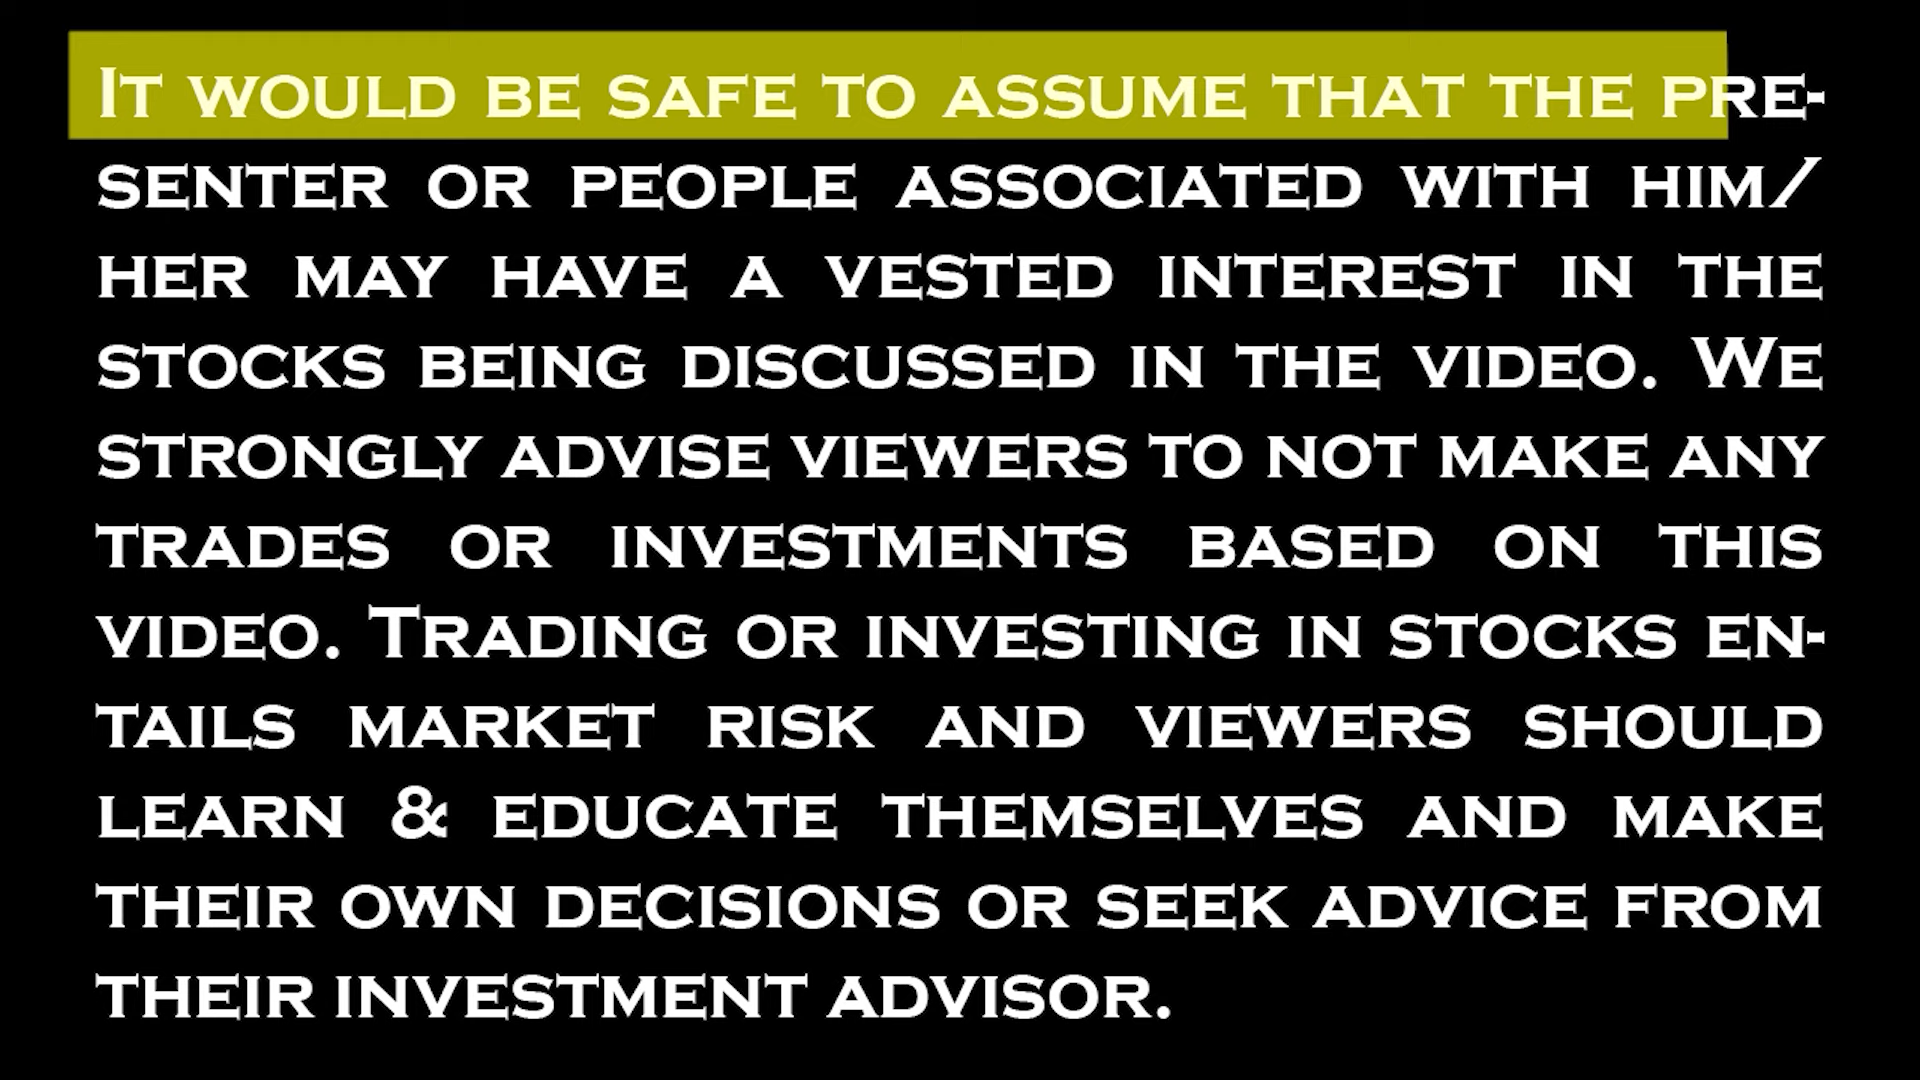 It would be safe to assume that the pre-
senter or people associated with him/
her may have a vested interest in the
stocks being discussed in the video. We
strongly advise viewers to not make any
trades or investments based on this
video. Trading or investing in stocks en-
tails market risk and viewers should
learn & educate themselves and make
their own decisions or seek advice from
their investment advisor.